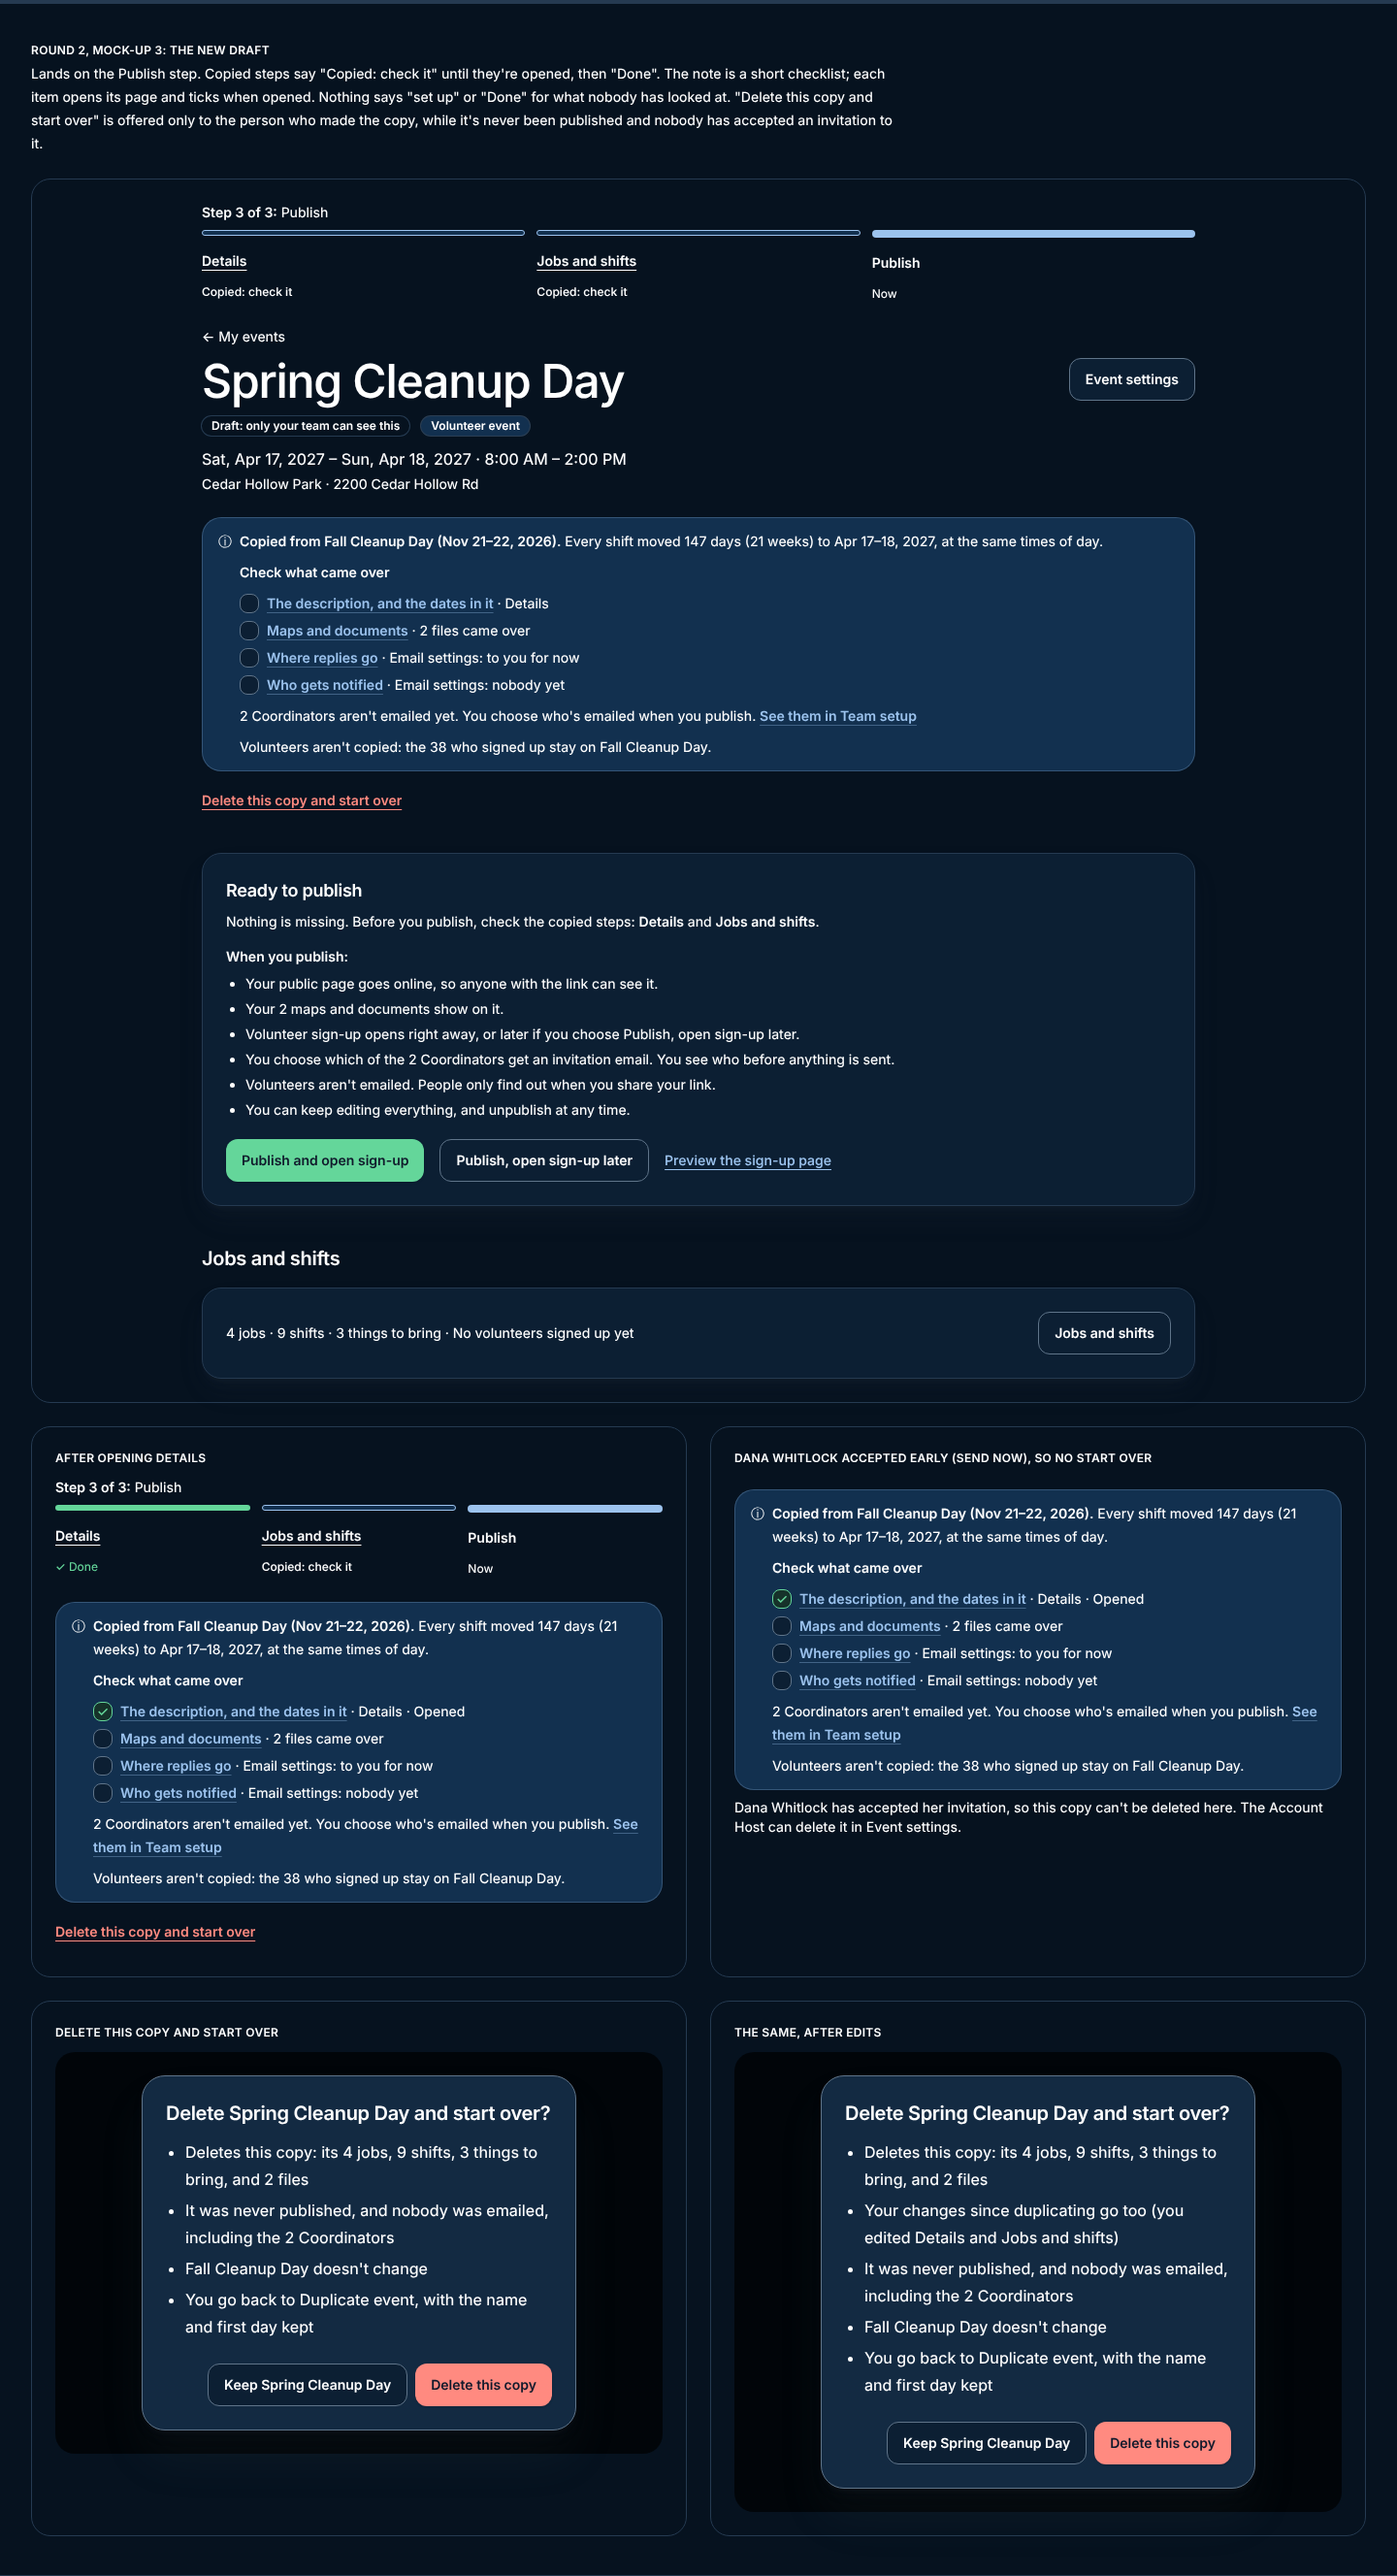 ROUND 2, MOCK-UP 3: THE NEW DRAFT
Lands on the Publish step. Copied steps say "Copied: check it" until they're opened, then "Done". The note is a short checklist; each
item opens its page and ticks when opened. Nothing says "set up" or "Done" for what nobody has looked at. "Delete this copy and
start over" is offered only to the person who made the copy, while it's never been published and nobody has accepted an invitation to
it.
Step 3 of 3: Publish
Details
Copied: check it
Jobs and shifts
Copied: check it
Publish
Now
← My events
Spring Cleanup Day
Event settings
Draft: only your team can see this
Volunteer event
Sat, Apr 17, 2027 – Sun, Apr 18, 2027 · 8:00 AM – 2:00 PM
Cedar Hollow Park · 2200 Cedar Hollow Rd
Copied from Fall Cleanup Day (Nov 21–22, 2026). Every shift moved 147 days (21 weeks) to Apr 17–18, 2027, at the same times of day.
Check what came over
The description, and the dates in it · Details
Maps and documents · 2 files came over
Where replies go · Email settings: to you for now
Who gets notified · Email settings: nobody yet
2 Coordinators aren't emailed yet. You choose who's emailed when you publish. See them in Team setup
Volunteers aren't copied: the 38 who signed up stay on Fall Cleanup Day.
Delete this copy and start over
Ready to publish
Nothing is missing. Before you publish, check the copied steps: Details and Jobs and shifts.
When you publish:
• Your public page goes online, so anyone with the link can see it.
• Your 2 maps and documents show on it.
• Volunteer sign-up opens right away, or later if you choose Publish, open sign-up later.
• You choose which of the 2 Coordinators get an invitation email. You see who before anything is sent.
• Volunteers aren't emailed. People only find out when you share your link.
• You can keep editing everything, and unpublish at any time.
Publish and open sign-up
Publish, open sign-up later
Preview the sign-up page
Jobs and shifts
4 jobs · 9 shifts · 3 things to bring · No volunteers signed up yet
Jobs and shifts
AFTER OPENING DETAILS
Step 3 of 3: Publish
Details
✓ Done
Jobs and shifts
Copied: check it
Publish
Now
Copied from Fall Cleanup Day (Nov 21–22, 2026). Every shift moved 147 days (21
weeks) to Apr 17–18, 2027, at the same times of day.
Check what came over
The description, and the dates in it · Details · Opened
Maps and documents · 2 files came over
Where replies go · Email settings: to you for now
Who gets notified · Email settings: nobody yet
2 Coordinators aren't emailed yet. You choose who's emailed when you publish. See
them in Team setup
Volunteers aren't copied: the 38 who signed up stay on Fall Cleanup Day.
Delete this copy and start over
DANA WHITLOCK ACCEPTED EARLY (SEND NOW), SO NO START OVER
Copied from Fall Cleanup Day (Nov 21–22, 2026). Every shift moved 147 days (21
weeks) to Apr 17–18, 2027, at the same times of day.
Check what came over
The description, and the dates in it · Details · Opened
Maps and documents · 2 files came over
Where replies go · Email settings: to you for now
Who gets notified · Email settings: nobody yet
2 Coordinators aren't emailed yet. You choose who's emailed when you publish. See
them in Team setup
Volunteers aren't copied: the 38 who signed up stay on Fall Cleanup Day.
Dana Whitlock has accepted her invitation, so this copy can't be deleted here. The Account
Host can delete it in Event settings.
DELETE THIS COPY AND START OVER
Delete Spring Cleanup Day and start over?
• Deletes this copy: its 4 jobs, 9 shifts, 3 things to
bring, and 2 files
• It was never published, and nobody was emailed,
including the 2 Coordinators
• Fall Cleanup Day doesn't change
• You go back to Duplicate event, with the name
and first day kept
Keep Spring Cleanup Day
Delete this copy
THE SAME, AFTER EDITS
Delete Spring Cleanup Day and start over?
• Deletes this copy: its 4 jobs, 9 shifts, 3 things to
bring, and 2 files
• Your changes since duplicating go too (you
edited Details and Jobs and shifts)
• It was never published, and nobody was emailed,
including the 2 Coordinators
• Fall Cleanup Day doesn't change
• You go back to Duplicate event, with the name
and first day kept
Keep Spring Cleanup Day
Delete this copy